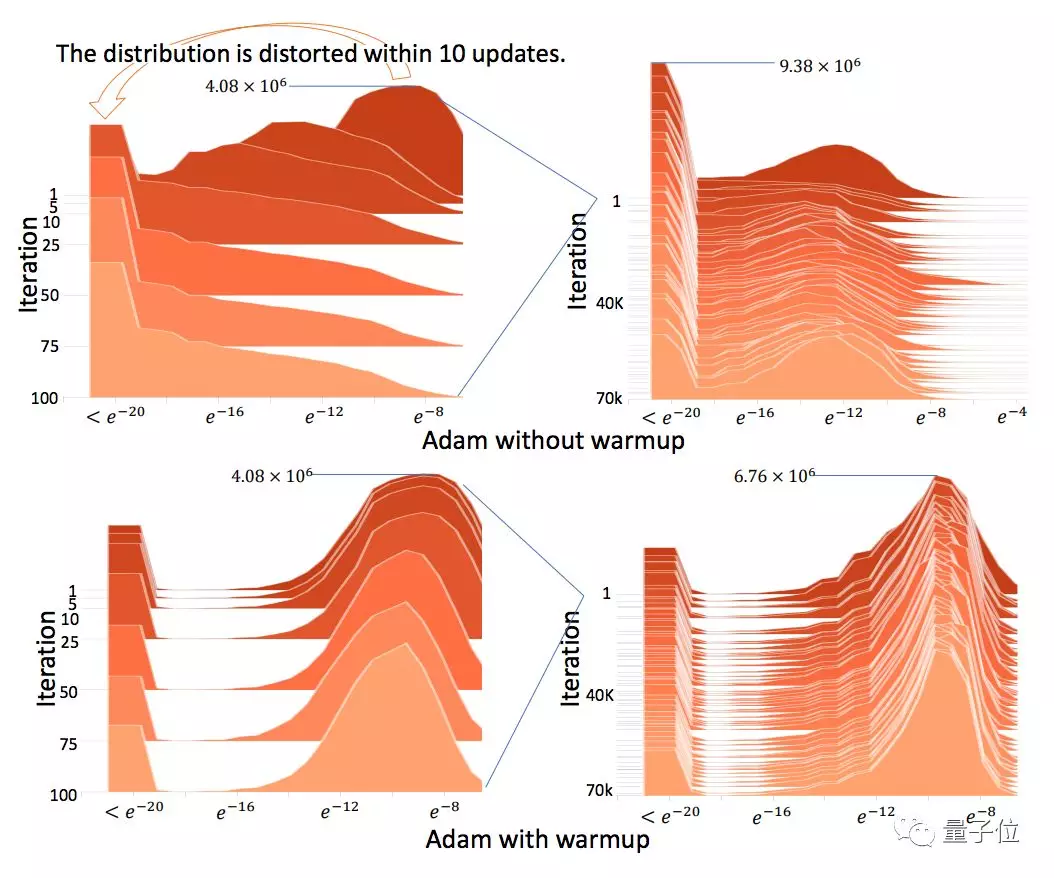 The distribution is distorted within 10 updates.
4.08 × 10⁶
9.38 × 10⁶
Iteration
1
5
10
25
50
75
100
< e⁻²⁰
e⁻¹⁶
e⁻¹²
e⁻⁸
Iteration
1
40K
70k
< e⁻²⁰
e⁻¹⁶
e⁻¹²
e⁻⁸
e⁻⁴
Adam without warmup
4.08 × 10⁶
6.76 × 10⁶
Iteration
1
5
10
25
50
75
100
< e⁻²⁰
e⁻¹⁶
e⁻¹²
e⁻⁸
Iteration
1
40K
70k
< e⁻²⁰
e⁻¹⁶
e⁻¹²
e⁻⁸
Adam with warmup
量子位